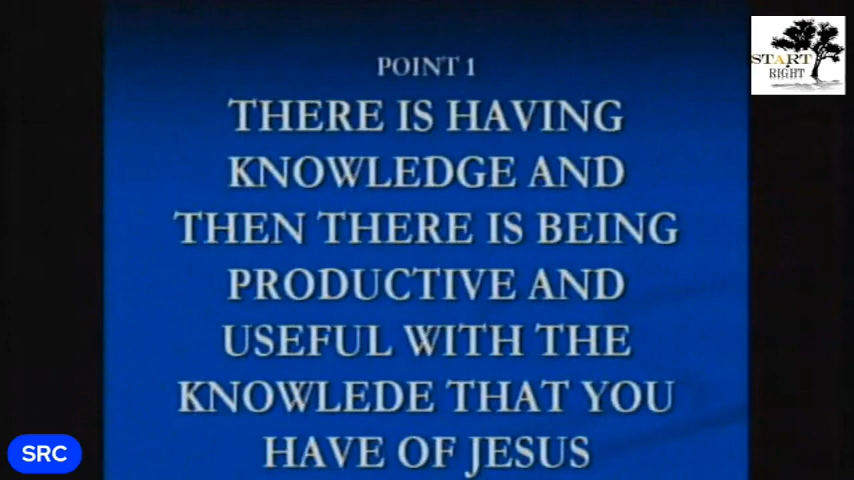 POINT 1
THERE IS HAVING
KNOWLEDGE AND
THEN THERE IS BEING
PRODUCTIVE AND
USEFUL WITH THE
KNOWLEDE THAT YOU
HAVE OF JESUS
START
RIGHT
SRC